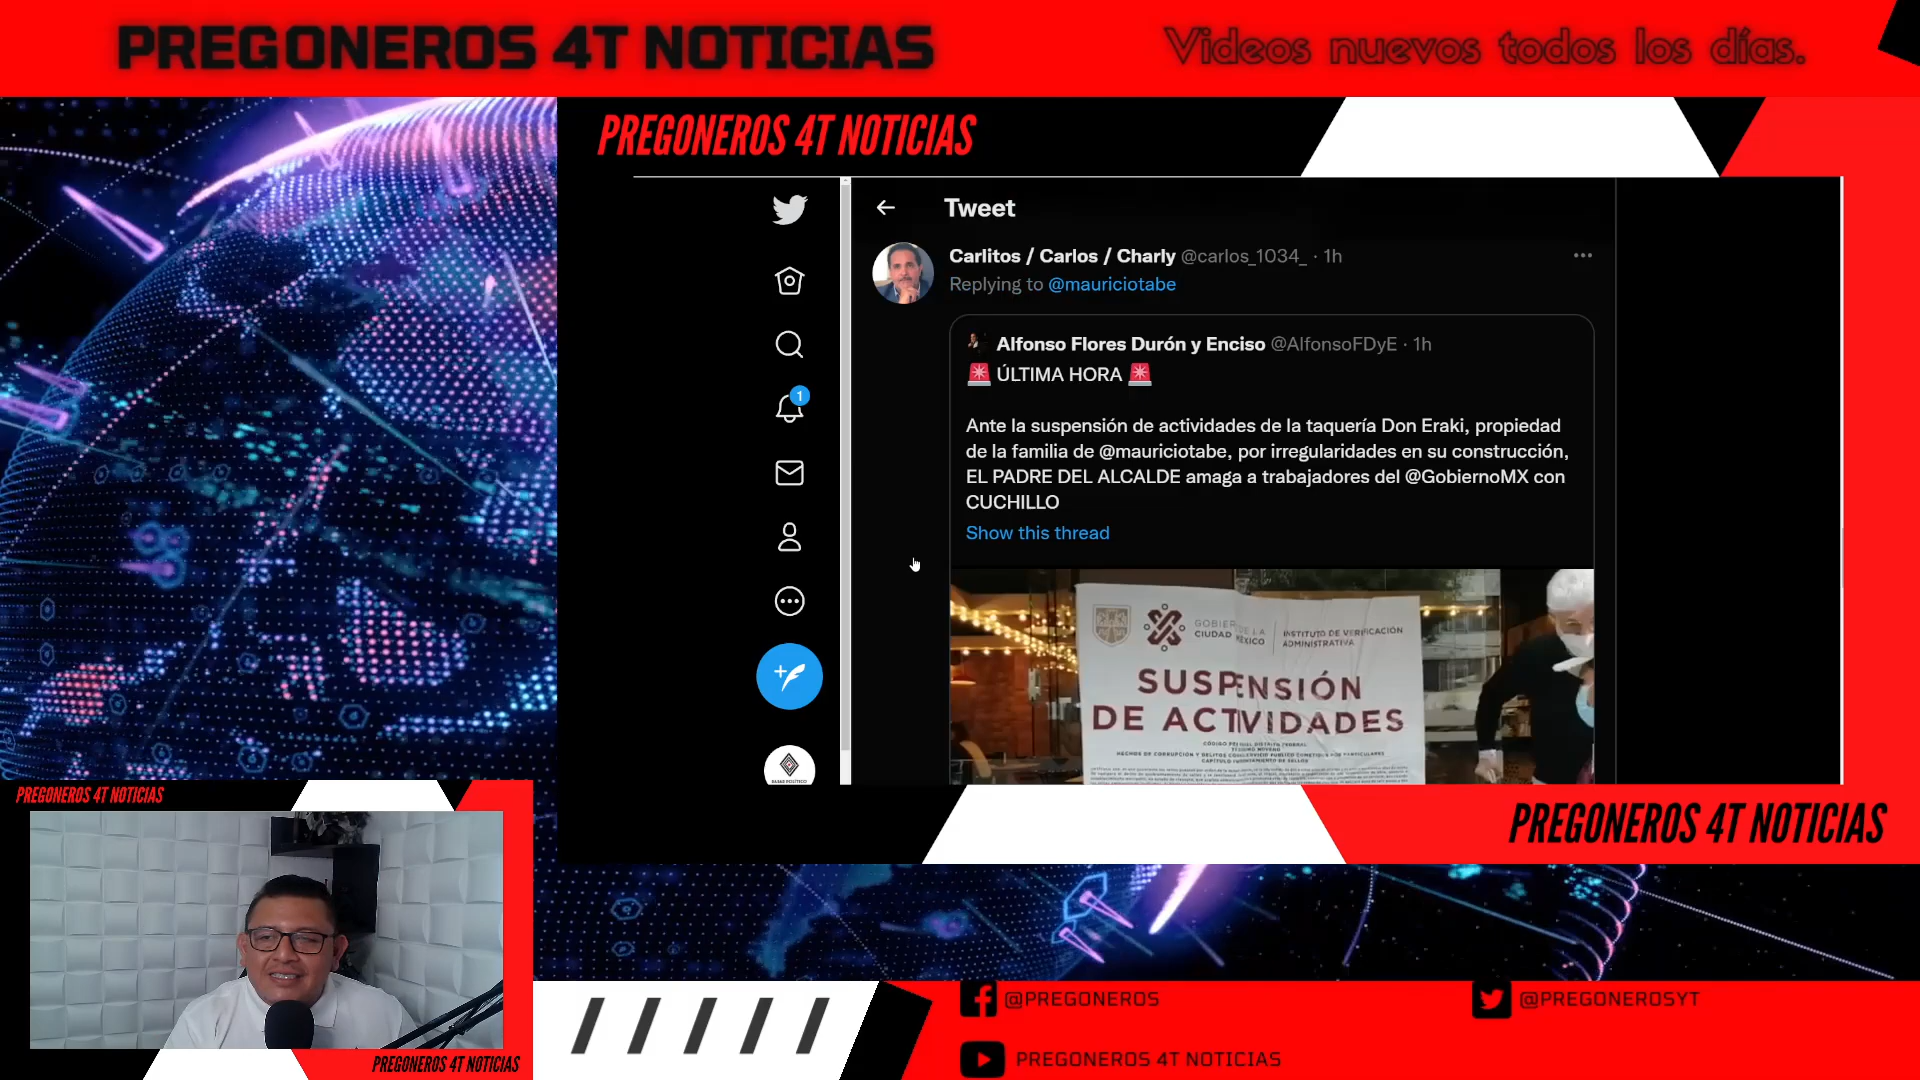 PREGONEROS 4T NOTICIAS
Videos nuevos todos los días.
PREGONEROS 4T NOTICIAS
Tweet
Carlitos / Carlos / Charly @carlos_1034_ · 1h
Replying to @mauriciotabe
Alfonso Flores Durón y Enciso @AlfonsoFDyE · 1h
🚨 ÚLTIMA HORA 🚨
Ante la suspensión de actividades de la taquería Don Eraki, propiedad
de la familia de @mauriciotabe, por irregularidades en su construcción,
EL PADRE DEL ALCALDE amaga a trabajadores del @GobiernoMX con
CUCHILLO
Show this thread
1
INSTITUTO DE VERIFICACIÓN
ADMINISTRATIVA
SUSPENSIÓN
DE ACTIVIDADES
PREGONEROS 4T NOTICIAS
PREGONEROS 4T NOTICIAS
PREGONEROS 4T NOTICIAS
@PREGONEROS
@PREGONEROSYT
PREGONEROS 4T NOTICIAS